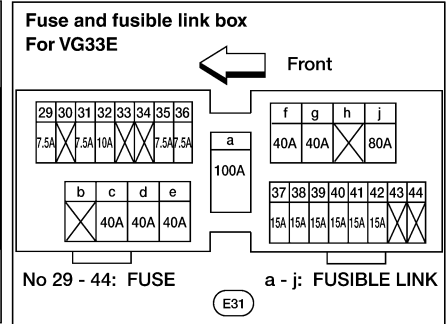 Fuse and fusible link box
For VG33E
Front
29 30 31 32 33 34 35 36
7.5A 7.5A 10A 7.5A 7.5A
a
100A
f g h j
40A 40A 80A
b c d e
40A 40A 40A
37 38 39 40 41 42 43 44
15A 15A 15A 15A 15A 15A
No 29 - 44: FUSE
a - j: FUSIBLE LINK
E31